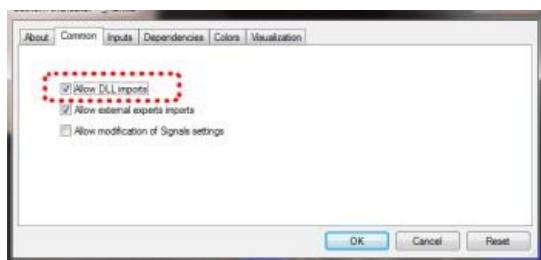 About Common Inputs Dependencies Colors Visualization
Allow DLL imports
Allow external experts imports
Allow modification of Signals settings
OK Cancel Reset